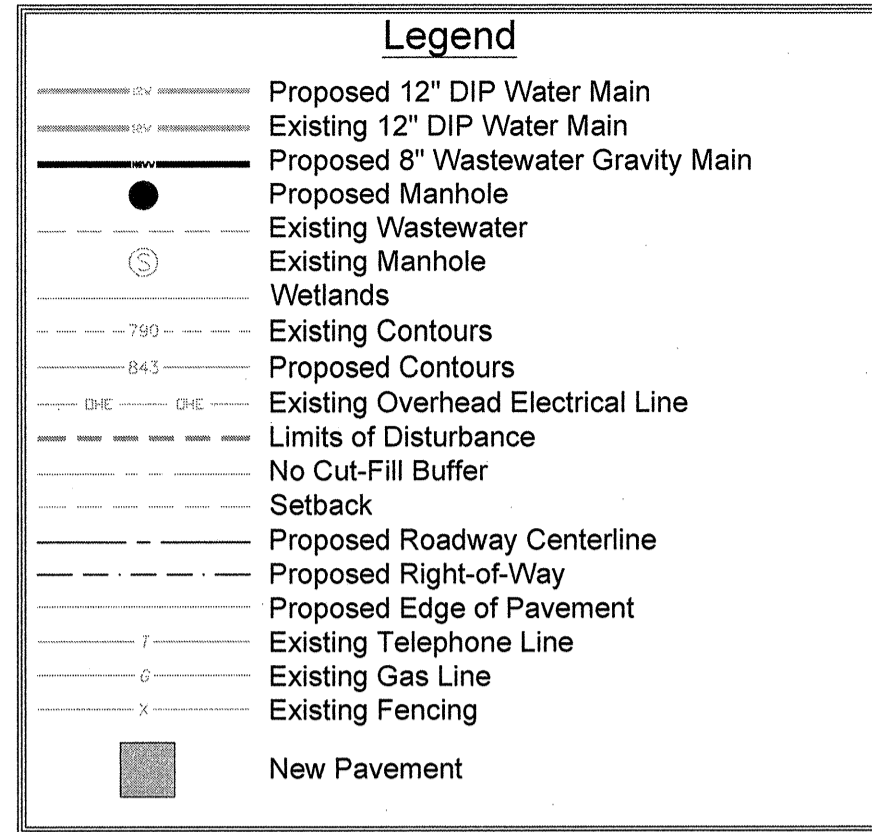 Legend
12W Proposed 12" DIP Water Main
12W Existing 12" DIP Water Main
Proposed 8" Wastewater Gravity Main
Proposed Manhole
Existing Wastewater
S Existing Manhole
Wetlands
790 Existing Contours
843 Proposed Contours
OHE OHE Existing Overhead Electrical Line
Limits of Disturbance
No Cut-Fill Buffer
Setback
Proposed Roadway Centerline
Proposed Right-of-Way
Proposed Edge of Pavement
T Existing Telephone Line
G Existing Gas Line
X Existing Fencing
New Pavement